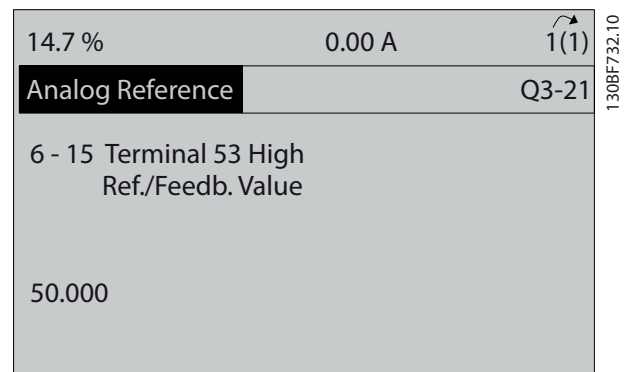 14.7 % 0.00 A 1(1)
Analog Reference Q3-21
6 - 15 Terminal 53 High
Ref./Feedb. Value
50.000
130BF732.10